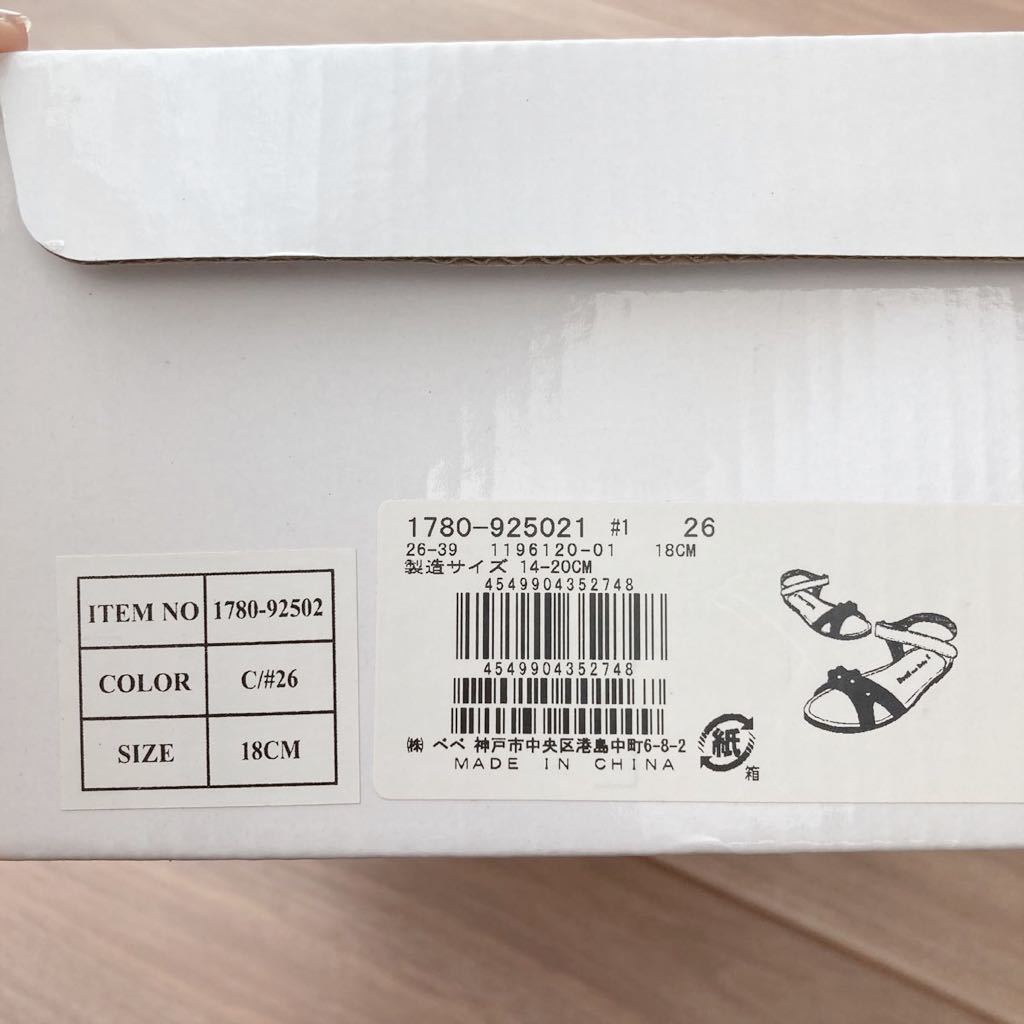 ITEM NO 1780-92502
COLOR C/#26
SIZE 18CM
1780-925021 #1 26
26-39 1196120-01 18CM
製造サイズ 14-20CM
4549904352748
4549904352748
㈱ べべ 神戸市中央区港島中町6-8-2
MADE IN CHINA
紙
箱